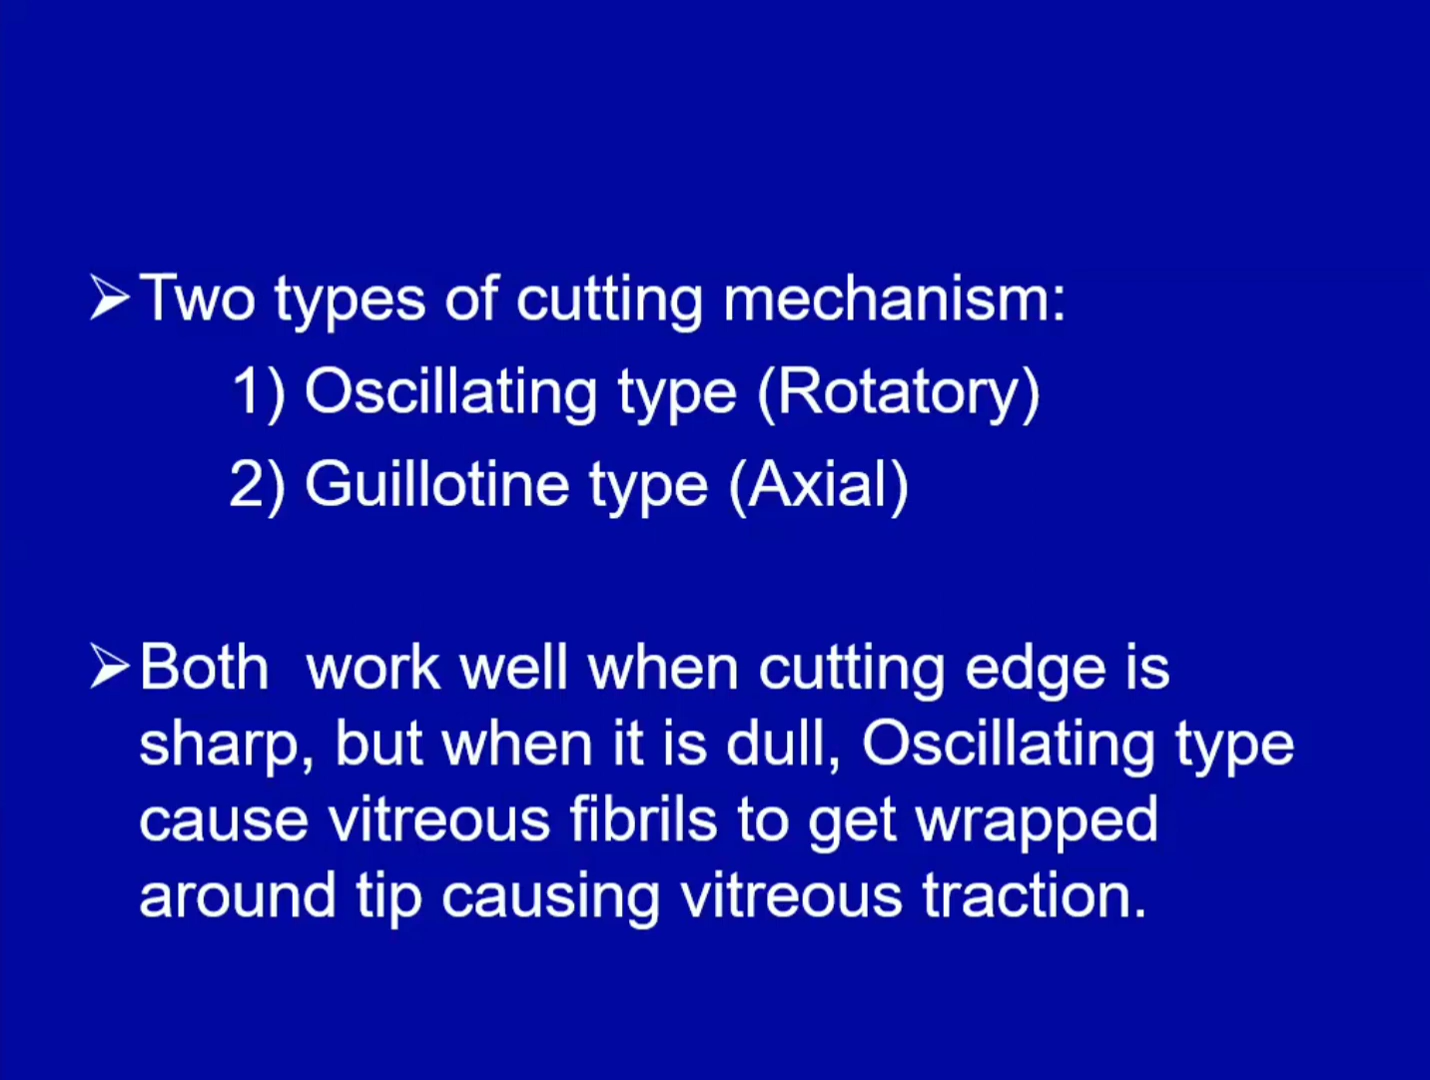 ➢Two types of cutting mechanism:
1) Oscillating type (Rotatory)
2) Guillotine type (Axial)
➢Both work well when cutting edge is
sharp, but when it is dull, Oscillating type
cause vitreous fibrils to get wrapped
around tip causing vitreous traction.